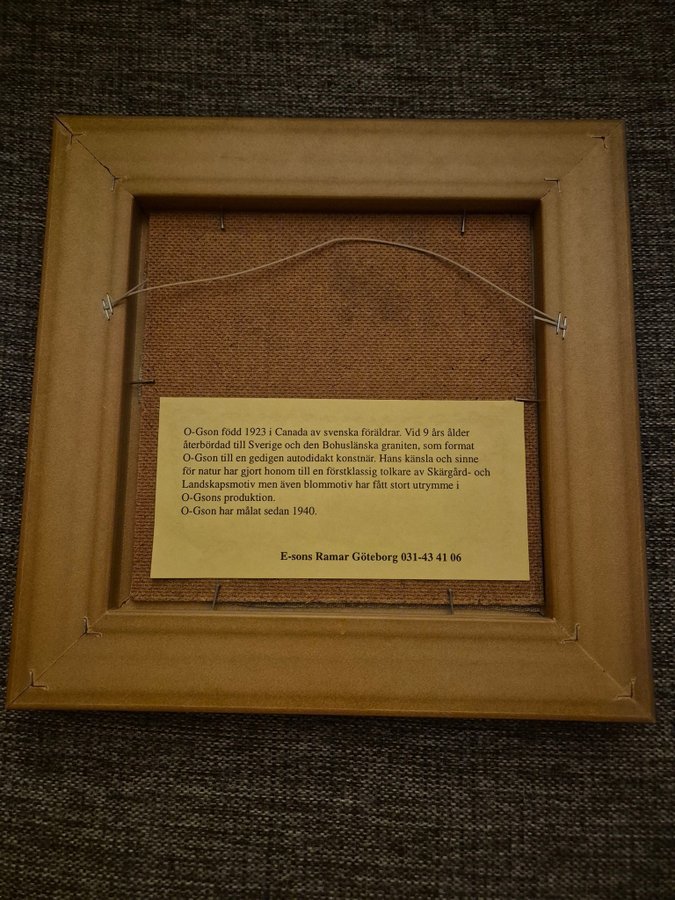 O-Gson född 1923 i Canada av svenska föräldrar. Vid 9 års ålder
återbördad till Sverige och den Bohuslänska graniten, som format
O-Gson till en gedigen autodidakt konstnär. Hans känsla och sinne
för natur har gjort honom till en förstklassig tolkare av Skärgård- och
Landskapsmotiv men även blommotiv har fått stort utrymme i
O-Gsons produktion.
O-Gson har målat sedan 1940.
E-sons Ramar Göteborg 031-43 41 06